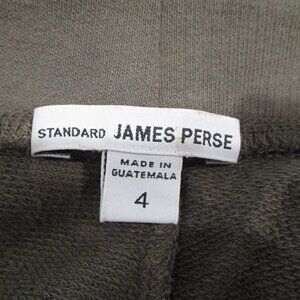 STANDARD JAMES PERSE
MADE IN
GUATEMALA
4